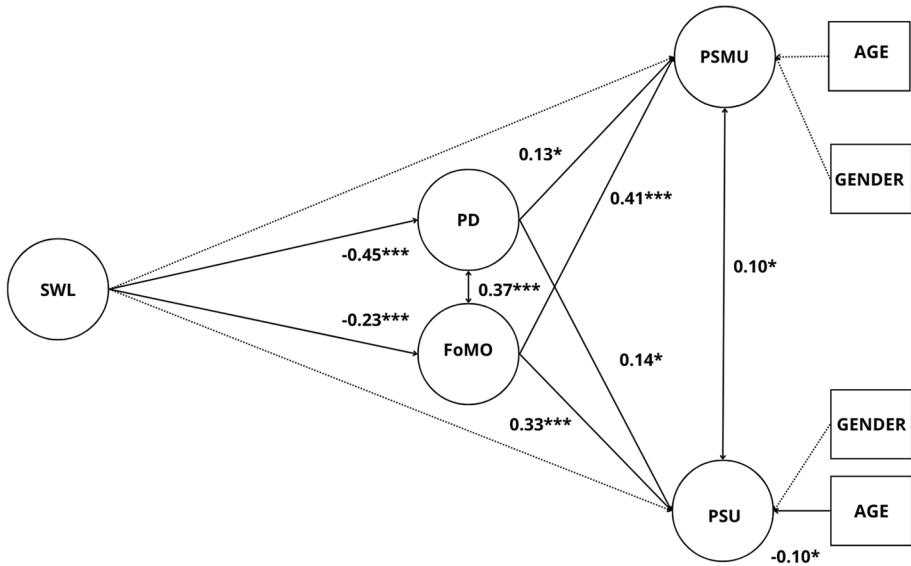 PSMU
AGE
0.13*
GENDER
0.41***
PD
-0.45***
SWL
0.37***
0.10*
-0.23***
FoMO
0.14*
0.33***
GENDER
PSU
AGE
-0.10*